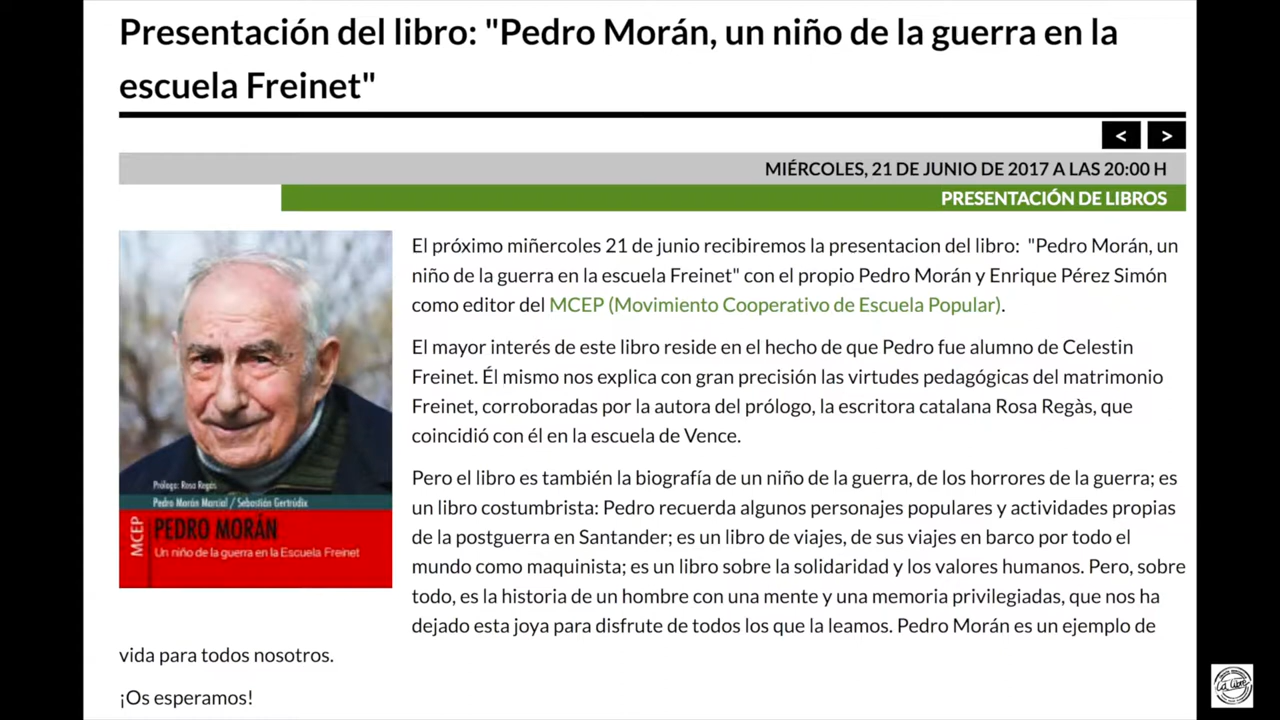 Presentación del libro: "Pedro Morán, un niño de la guerra en la
escuela Freinet"
< >
MIÉRCOLES, 21 DE JUNIO DE 2017 A LAS 20:00 H
PRESENTACIÓN DE LIBROS
El próximo miñercoles 21 de junio recibiremos la presentacion del libro: "Pedro Morán, un
niño de la guerra en la escuela Freinet" con el propio Pedro Morán y Enrique Pérez Simón
como editor del MCEP (Movimiento Cooperativo de Escuela Popular).
El mayor interés de este libro reside en el hecho de que Pedro fue alumno de Celestin
Freinet. Él mismo nos explica con gran precisión las virtudes pedagógicas del matrimonio
Freinet, corroboradas por la autora del prólogo, la escritora catalana Rosa Regàs, que
coincidió con él en la escuela de Vence.
Pero el libro es también la biografía de un niño de la guerra, de los horrores de la guerra; es
un libro costumbrista: Pedro recuerda algunos personajes populares y actividades propias
de la postguerra en Santander; es un libro de viajes, de sus viajes en barco por todo el
mundo como maquinista; es un libro sobre la solidaridad y los valores humanos. Pero, sobre
todo, es la historia de un hombre con una mente y una memoria privilegiadas, que nos ha
dejado esta joya para disfrute de todos los que la leamos. Pedro Morán es un ejemplo de
vida para todos nosotros.
¡Os esperamos!
Prólogo: Rosa Regàs
Pedro Morán Marcial / Sebastián Gertrúdix
MCEP
PEDRO MORÁN
Un niño de la guerra en la Escuela Freinet
La Libre